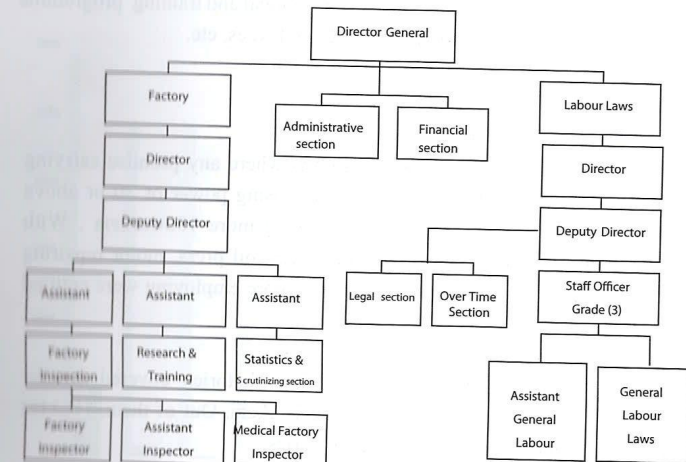 Director General
Factory
Labour Laws
Administrative
section
Financial
section
Director
Director
Deputy Director
Deputy Director
Assistant
Assistant
Assistant
Legal section
Over Time
Section
Staff Officer
Grade (3)
Factory
Inspection
Research &
Training
Statistics &
Scrutinizing section
Assistant
General
Labour
General
Labour
Laws
Factory
Inspector
Assistant
Inspector
Medical Factory
Inspector